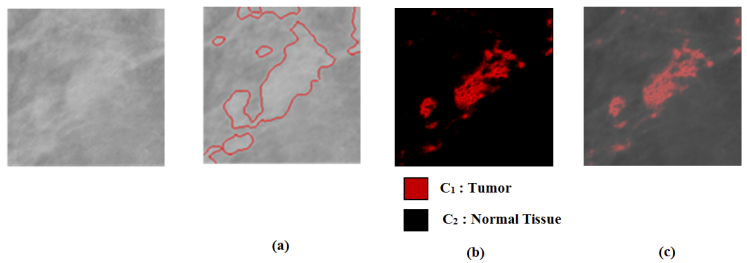 C₁ : Tumor
C₂ : Normal Tissue
(a)
(b)
(c)